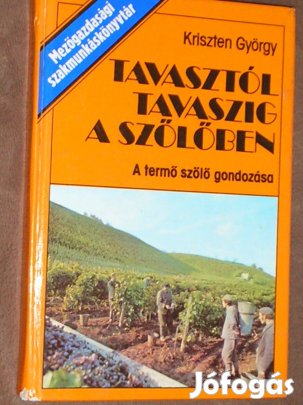 Mezőgazdasági
szakmunkáskönyvtár
Kriszten György
TAVASZTÓL
TAVASZIG
A SZŐLŐBEN
A termő szőlő gondozása
Jófogás